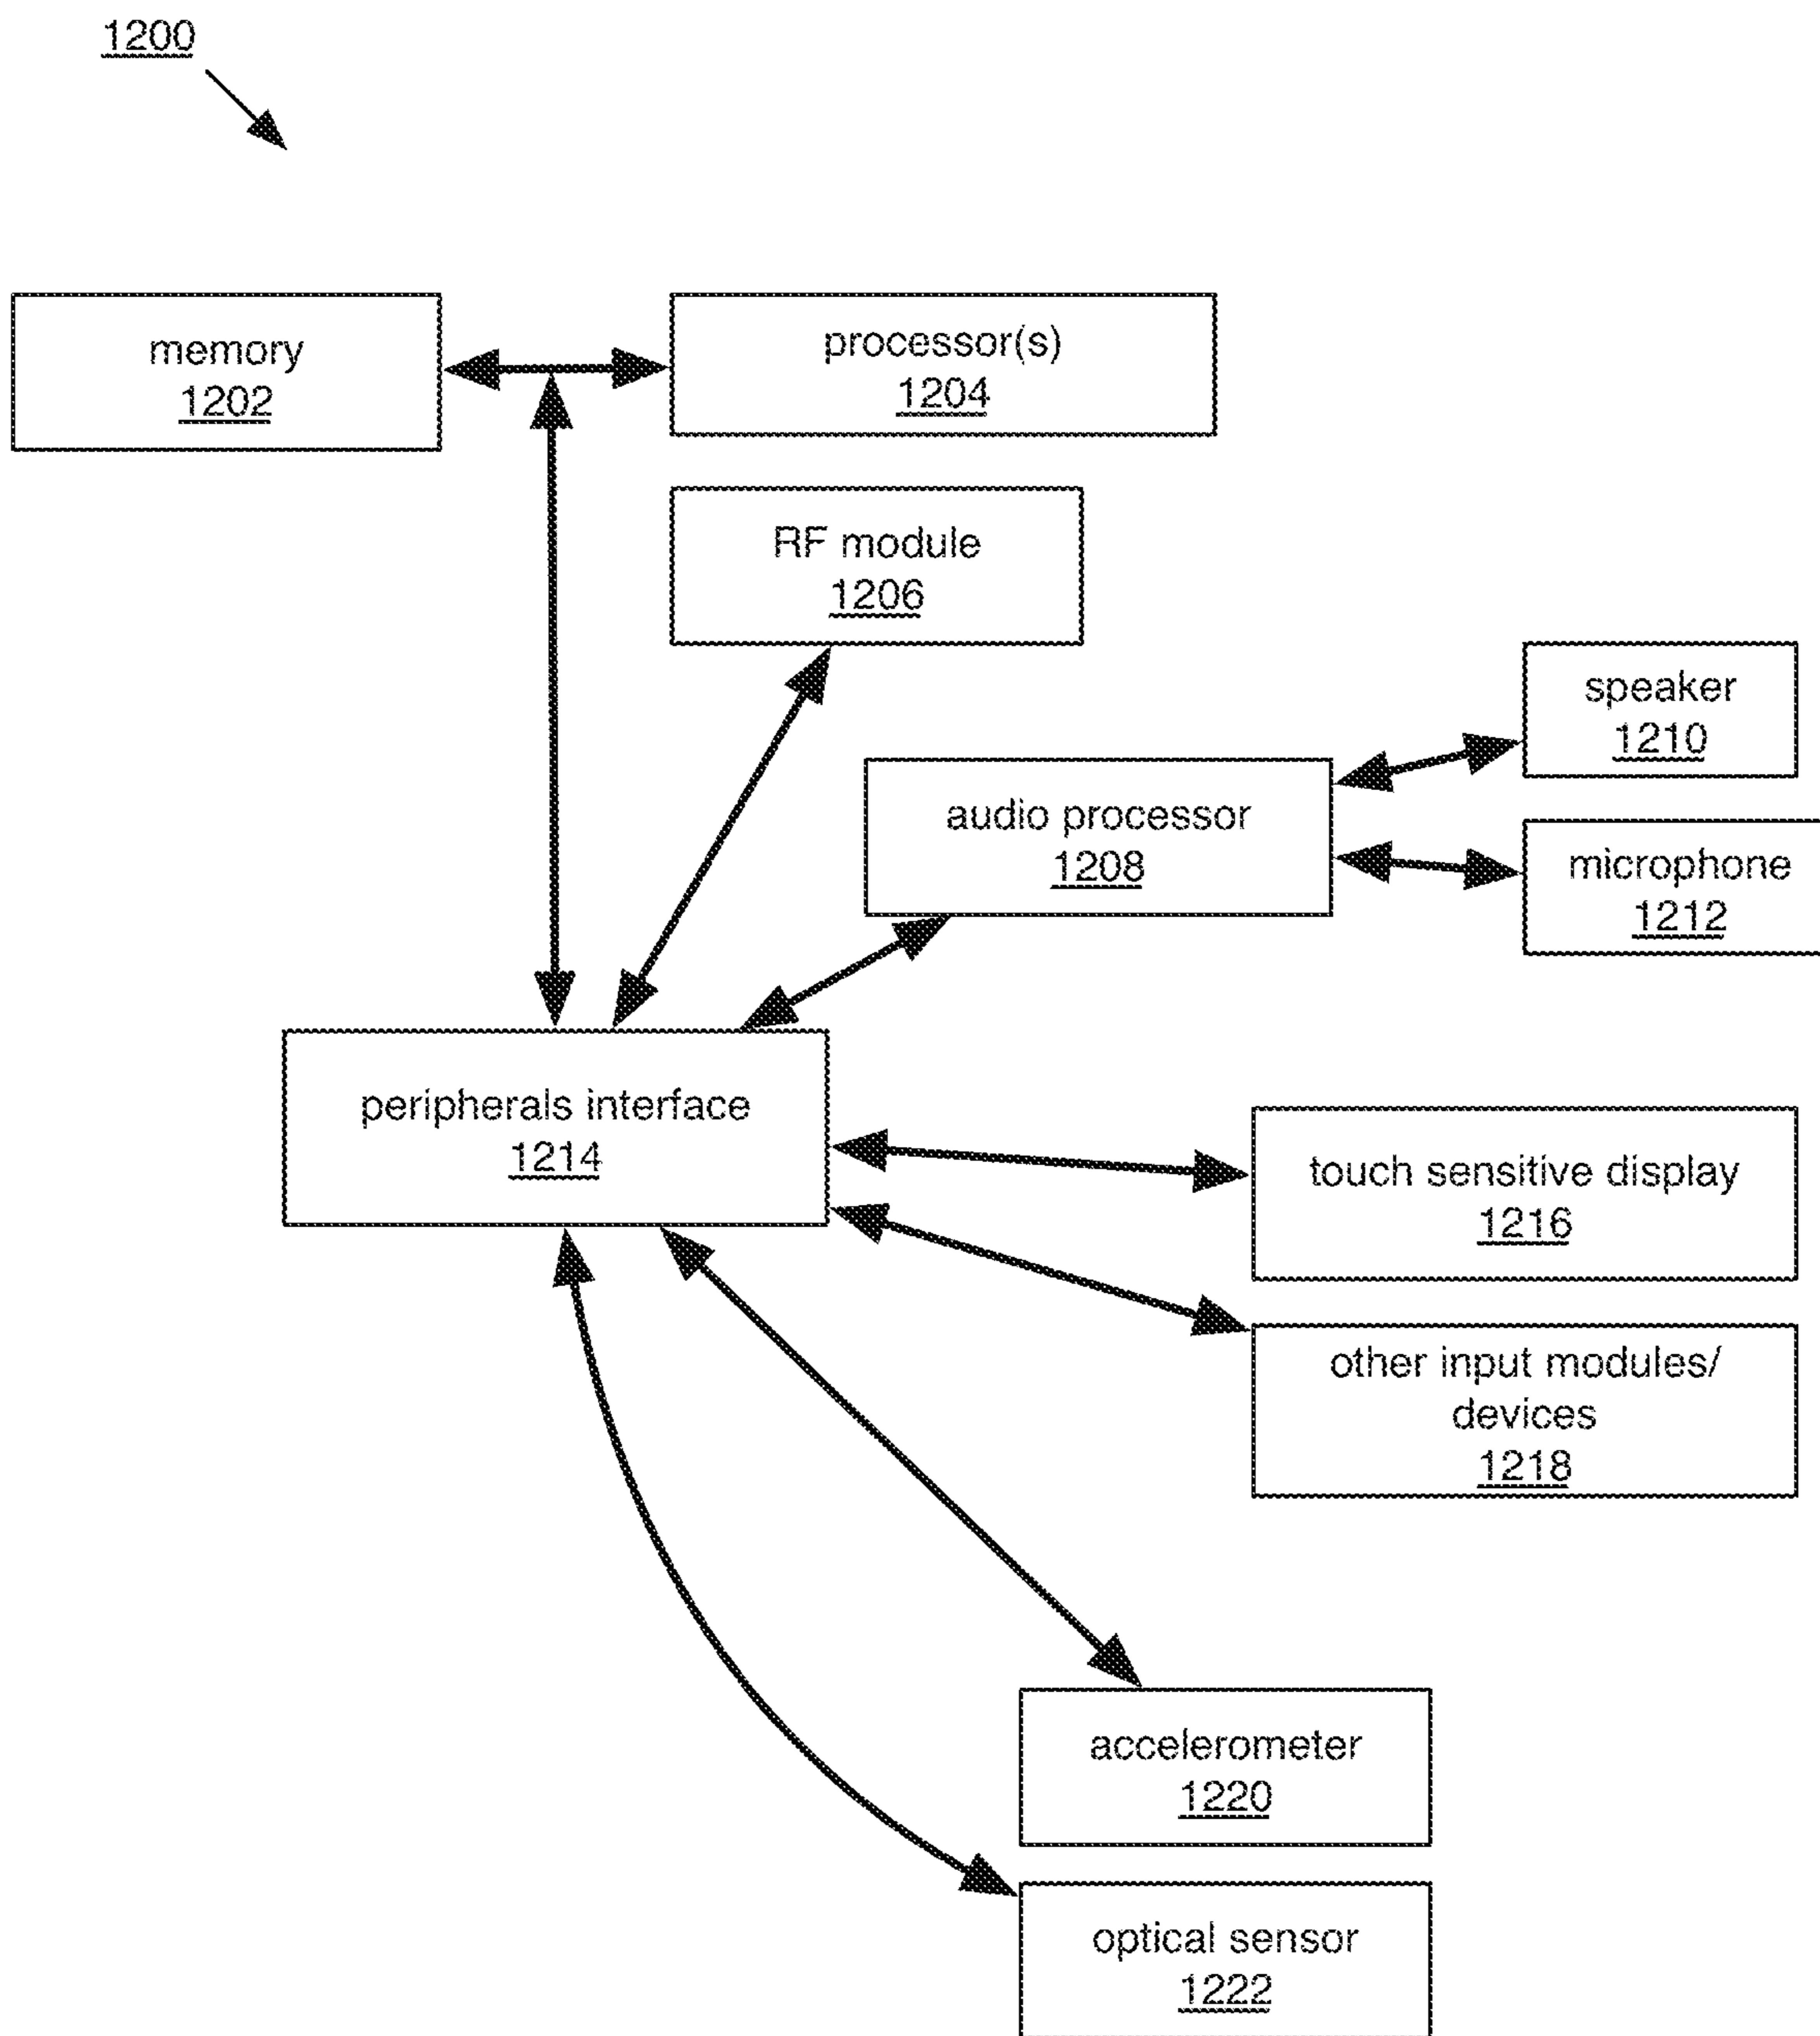 1200
memory
1202
processor(s)
1204
RF module
1206
speaker
1210
audio processor
1208
microphone
1212
peripherals interface
1214
touch sensitive display
1216
other input modules/
devices
1218
accelerometer
1220
optical sensor
1222